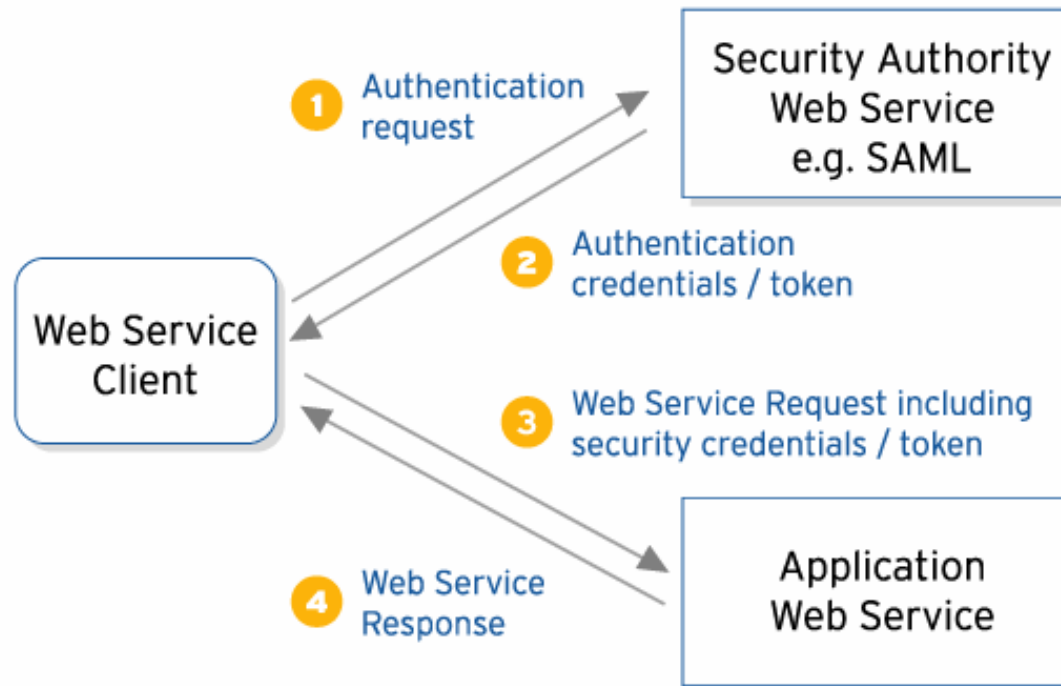 1
Authentication
request
Security Authority
Web Service
e.g. SAML
2
Authentication
credentials / token
Web Service
Client
3
Web Service Request including
security credentials / token
4
Web Service
Response
Application
Web Service